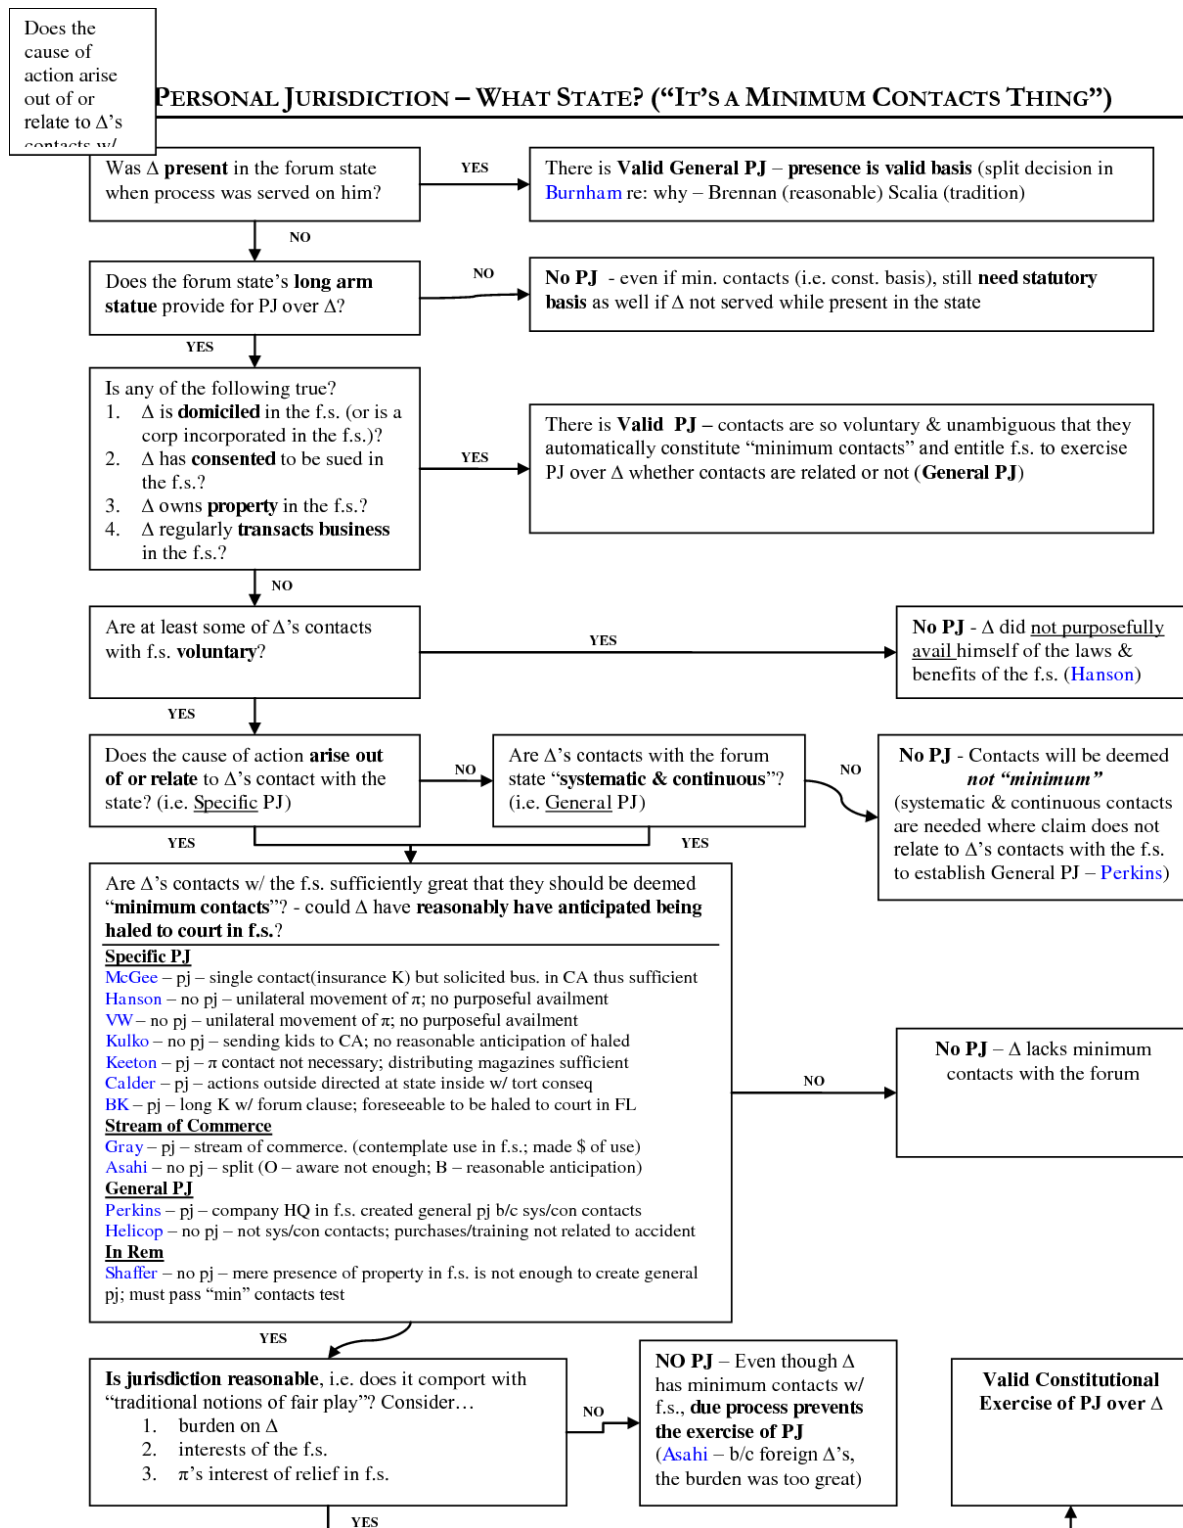 Does the
cause of
action arise
out of or
relate to Δ's
contacts w/
PERSONAL JURISDICTION – WHAT STATE? ("IT'S A MINIMUM CONTACTS THING")
Was Δ present in the forum state
when process was served on him?
YES
There is Valid General PJ – presence is valid basis (split decision in
Burnham re: why – Brennan (reasonable) Scalia (tradition)
NO
Does the forum state's long arm
statue provide for PJ over Δ?
NO
No PJ - even if min. contacts (i.e. const. basis), still need statutory
basis as well if Δ not served while present in the state
YES
Is any of the following true?
1. Δ is domiciled in the f.s. (or is a
corp incorporated in the f.s.)?
2. Δ has consented to be sued in
the f.s.?
3. Δ owns property in the f.s.?
4. Δ regularly transacts business
in the f.s.?
YES
There is Valid PJ – contacts are so voluntary & unambiguous that they
automatically constitute "minimum contacts" and entitle f.s. to exercise
PJ over Δ whether contacts are related or not (General PJ)
NO
Are at least some of Δ's contacts
with f.s. voluntary?
YES
No PJ - Δ did not purposefully
avail himself of the laws &
benefits of the f.s. (Hanson)
YES
Does the cause of action arise out
of or relate to Δ's contact with the
state? (i.e. Specific PJ)
NO
Are Δ's contacts with the forum
state "systematic & continuous"?
(i.e. General PJ)
NO
No PJ - Contacts will be deemed
not "minimum"
(systematic & continuous contacts
are needed where claim does not
relate to Δ's contacts with the f.s.
to establish General PJ – Perkins)
YES
YES
Are Δ's contacts w/ the f.s. sufficiently great that they should be deemed
"minimum contacts"? - could Δ have reasonably have anticipated being
haled to court in f.s.?
Specific PJ
McGee – pj – single contact(insurance K) but solicited bus. in CA thus sufficient
Hanson – no pj – unilateral movement of π; no purposeful availment
VW – no pj – unilateral movement of π; no purposeful availment
Kulko – no pj – sending kids to CA; no reasonable anticipation of haled
Keeton – pj – π contact not necessary; distributing magazines sufficient
Calder – pj – actions outside directed at state inside w/ tort conseq
BK – pj – long K w/ forum clause; foreseeable to be haled to court in FL
Stream of Commerce
Gray – pj – stream of commerce. (contemplate use in f.s.; made $ of use)
Asahi – no pj – split (O – aware not enough; B – reasonable anticipation)
General PJ
Perkins – pj – company HQ in f.s. created general pj b/c sys/con contacts
Helicop – no pj – not sys/con contacts; purchases/training not related to accident
In Rem
Shaffer – no pj – mere presence of property in f.s. is not enough to create general
pj; must pass "min" contacts test
NO
No PJ – Δ lacks minimum
contacts with the forum
YES
Is jurisdiction reasonable, i.e. does it comport with
"traditional notions of fair play"? Consider…
1. burden on Δ
2. interests of the f.s.
3. π's interest of relief in f.s.
NO
NO PJ – Even though Δ
has minimum contacts w/
f.s., due process prevents
the exercise of PJ
(Asahi – b/c foreign Δ's,
the burden was too great)
Valid Constitutional
Exercise of PJ over Δ
YES